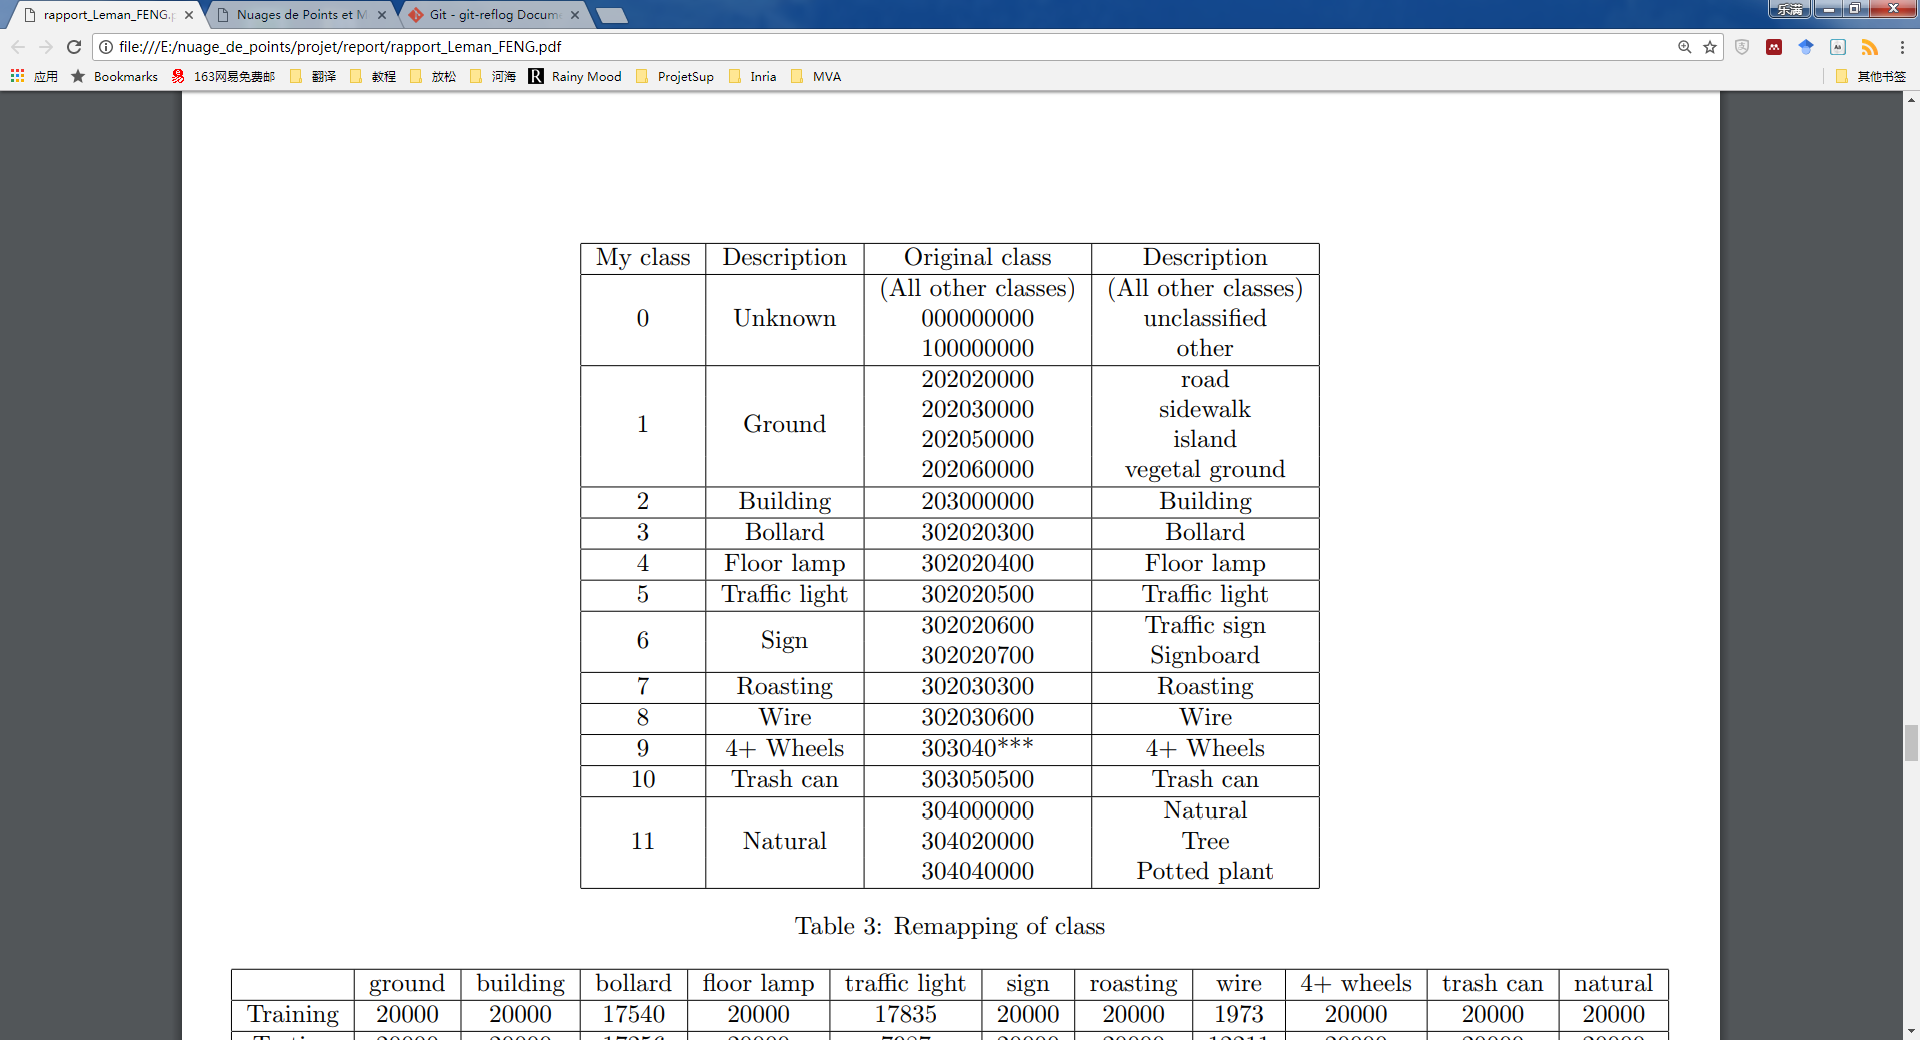 rapport_Leman_FENG.p
Nuages de Points et M
Git - git-reflog Docum
乐满
file:///E:/nuage_de_points/projet/report/rapport_Leman_FENG.pdf
应用 Bookmarks 163网易免费邮 翻译 教程 放松 河海 R Rainy Mood ProjetSup Inria MVA 其他书签
My class Description Original class Description
(All other classes) (All other classes)
0 Unknown 000000000 unclassified
100000000 other
202020000 road
202030000 sidewalk
1 Ground
202050000 island
202060000 vegetal ground
2 Building 203000000 Building
3 Bollard 302020300 Bollard
4 Floor lamp 302020400 Floor lamp
5 Traffic light 302020500 Traffic light
302020600 Traffic sign
6 Sign
302020700 Signboard
7 Roasting 302030300 Roasting
8 Wire 302030600 Wire
9 4+ Wheels 303040*** 4+ Wheels
10 Trash can 303050500 Trash can
304000000 Natural
11 Natural 304020000 Tree
304040000 Potted plant
Table 3: Remapping of class
ground building bollard floor lamp traffic light sign roasting wire 4+ wheels trash can natural
Training 20000 20000 17540 20000 17835 20000 20000 1973 20000 20000 20000